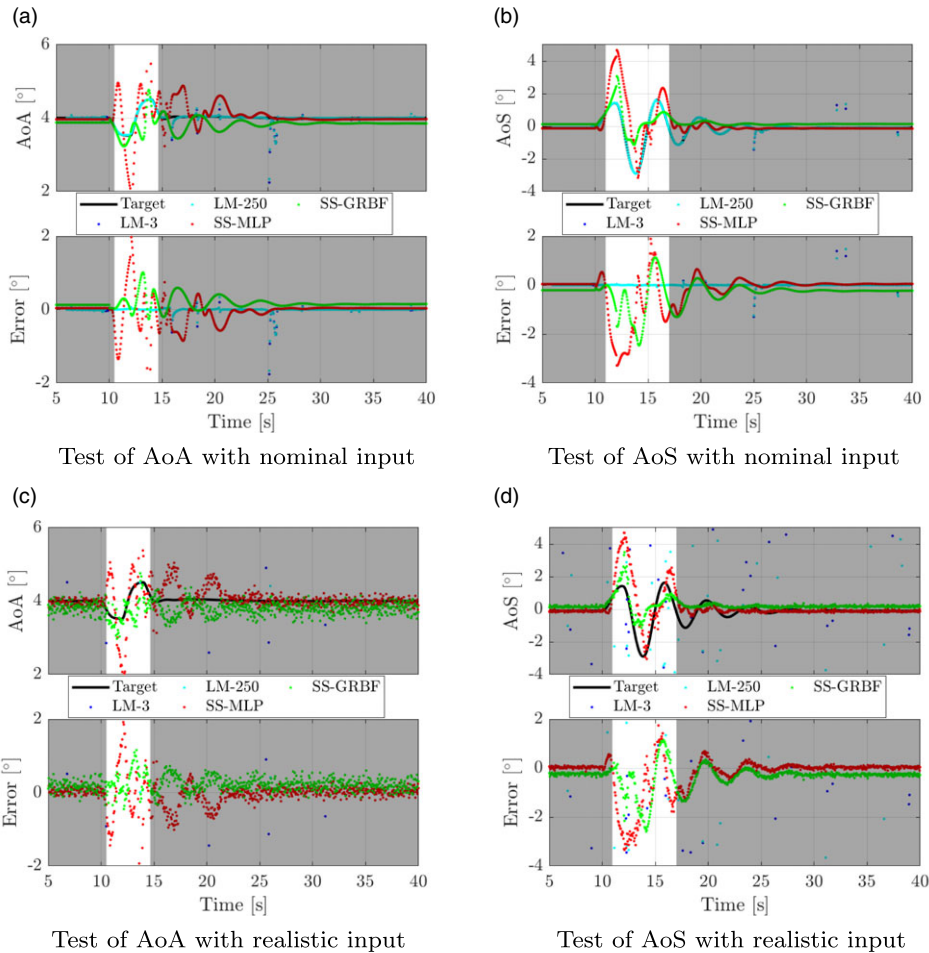 (a)
6
4
2
AoA [°]
Target
LM-250
SS-GRBF
LM-3
SS-MLP
2
0
-2
Error [°]
5 10 15 20 25 30 35 40
Time [s]
Test of AoA with nominal input
(b)
4
2
0
-2
-4
AoS [°]
Target
LM-250
SS-GRBF
LM-3
SS-MLP
2
0
-2
-4
Error [°]
5 10 15 20 25 30 35 40
Time [s]
Test of AoS with nominal input
(c)
6
4
2
AoA [°]
Target
LM-250
SS-GRBF
LM-3
SS-MLP
2
0
-2
Error [°]
5 10 15 20 25 30 35 40
Time [s]
Test of AoA with realistic input
(d)
4
2
0
-2
-4
AoS [°]
Target
LM-250
SS-GRBF
LM-3
SS-MLP
2
0
-2
-4
Error [°]
5 10 15 20 25 30 35 40
Time [s]
Test of AoS with realistic input